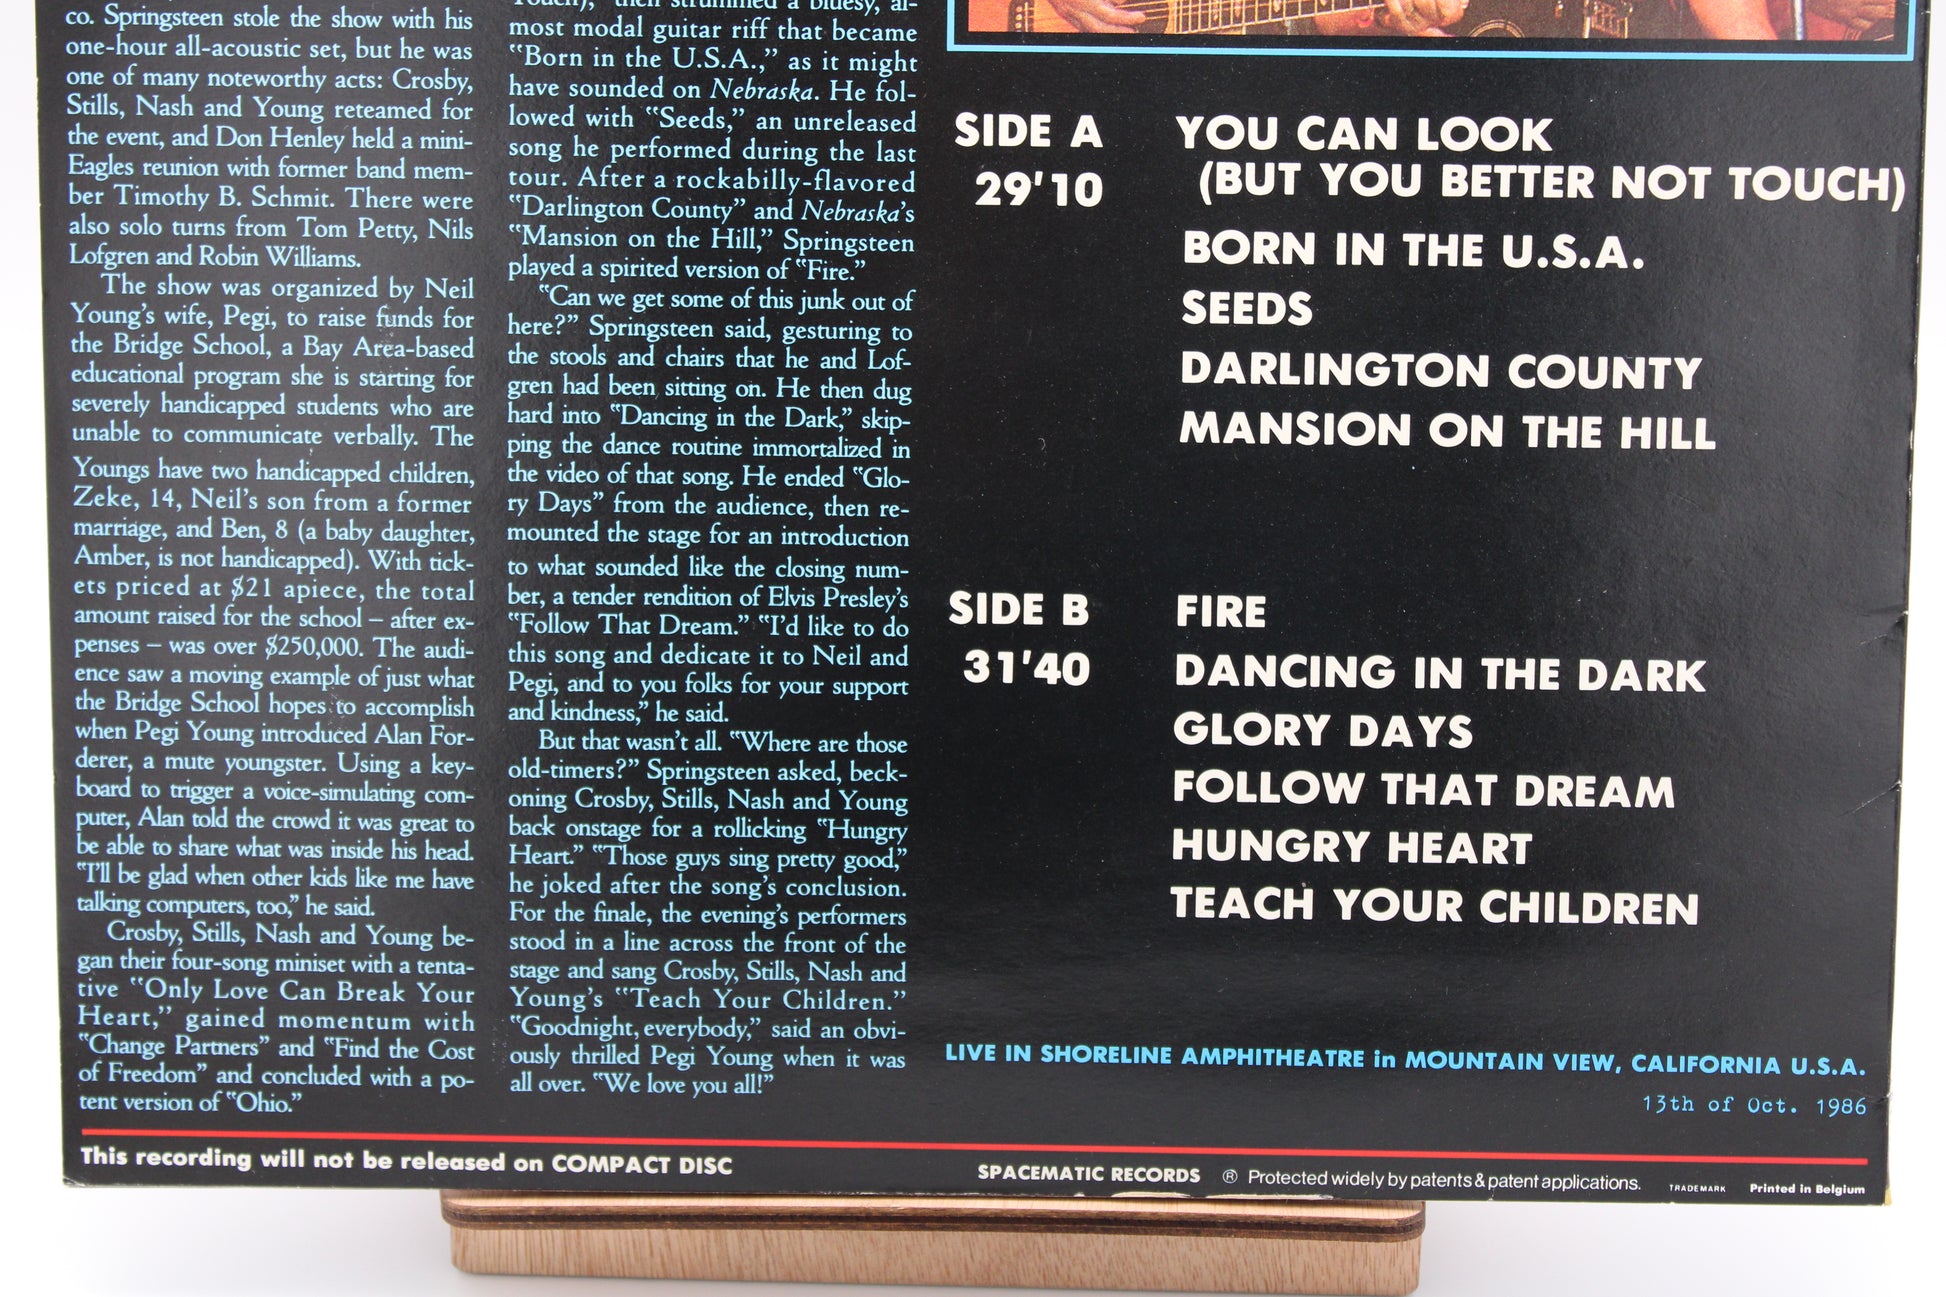 co. Springsteen stole the show with his
one-hour all-acoustic set, but he was
one of many noteworthy acts: Crosby,
Stills, Nash and Young reteamed for
the event, and Don Henley held a mini-
Eagles reunion with former band mem-
ber Timothy B. Schmit. There were
also solo turns from Tom Petty, Nils
Lofgren and Robin Williams.
The show was organized by Neil
Young's wife, Pegi, to raise funds for
the Bridge School, a Bay Area-based
educational program she is starting for
severely handicapped students who are
unable to communicate verbally. The
Youngs have two handicapped children,
Zeke, 14, Neil's son from a former
marriage, and Ben, 8 (a baby daughter,
Amber, is not handicapped). With tick-
ets priced at $21 apiece, the total
amount raised for the school – after ex-
penses – was over $250,000. The audi-
ence saw a moving example of just what
the Bridge School hopes to accomplish
when Pegi Young introduced Alan For-
derer, a mute youngster. Using a key-
board to trigger a voice-simulating com-
puter, Alan told the crowd it was great to
be able to share what was inside his head.
"I'll be glad when other kids like me have
talking computers, too," he said.
Crosby, Stills, Nash and Young be-
gan their four-song miniset with a tenta-
tive "Only Love Can Break Your
Heart," gained momentum with
"Change Partners" and "Find the Cost
of Freedom" and concluded with a po-
tent version of "Ohio."
Touch)," then strummed a bluesy, al-
most modal guitar riff that became
"Born in the U.S.A.," as it might
have sounded on Nebraska. He fol-
lowed with "Seeds," an unreleased
song he performed during the last
tour. After a rockabilly-flavored
"Darlington County" and Nebraska's
"Mansion on the Hill," Springsteen
played a spirited version of "Fire."
"Can we get some of this junk out of
here?" Springsteen said, gesturing to
the stools and chairs that he and Lof-
gren had been sitting on. He then dug
hard into "Dancing in the Dark," skip-
ping the dance routine immortalized in
the video of that song. He ended "Glo-
ry Days" from the audience, then re-
mounted the stage for an introduction
to what sounded like the closing num-
ber, a tender rendition of Elvis Presley's
"Follow That Dream." "I'd like to do
this song and dedicate it to Neil and
Pegi, and to you folks for your support
and kindness," he said.
But that wasn't all. "Where are those
old-timers?" Springsteen asked, beck-
oning Crosby, Stills, Nash and Young
back onstage for a rollicking "Hungry
Heart." "Those guys sing pretty good,"
he joked after the song's conclusion.
For the finale, the evening's performers
stood in a line across the front of the
stage and sang Crosby, Stills, Nash and
Young's "Teach Your Children."
"Goodnight, everybody," said an obvi-
ously thrilled Pegi Young when it was
all over. "We love you all!"
SIDE A
29'10
YOU CAN LOOK
(BUT YOU BETTER NOT TOUCH)
BORN IN THE U.S.A.
SEEDS
DARLINGTON COUNTY
MANSION ON THE HILL
SIDE B
31'40
FIRE
DANCING IN THE DARK
GLORY DAYS
FOLLOW THAT DREAM
HUNGRY HEART
TEACH YOUR CHILDREN
LIVE IN SHORELINE AMPHITHEATRE in MOUNTAIN VIEW, CALIFORNIA U.S.A.
13th of Oct. 1986
This recording will not be released on COMPACT DISC
SPACEMATIC RECORDS ® Protected widely by patents & patent applications. TRADEMARK Printed in Belgium